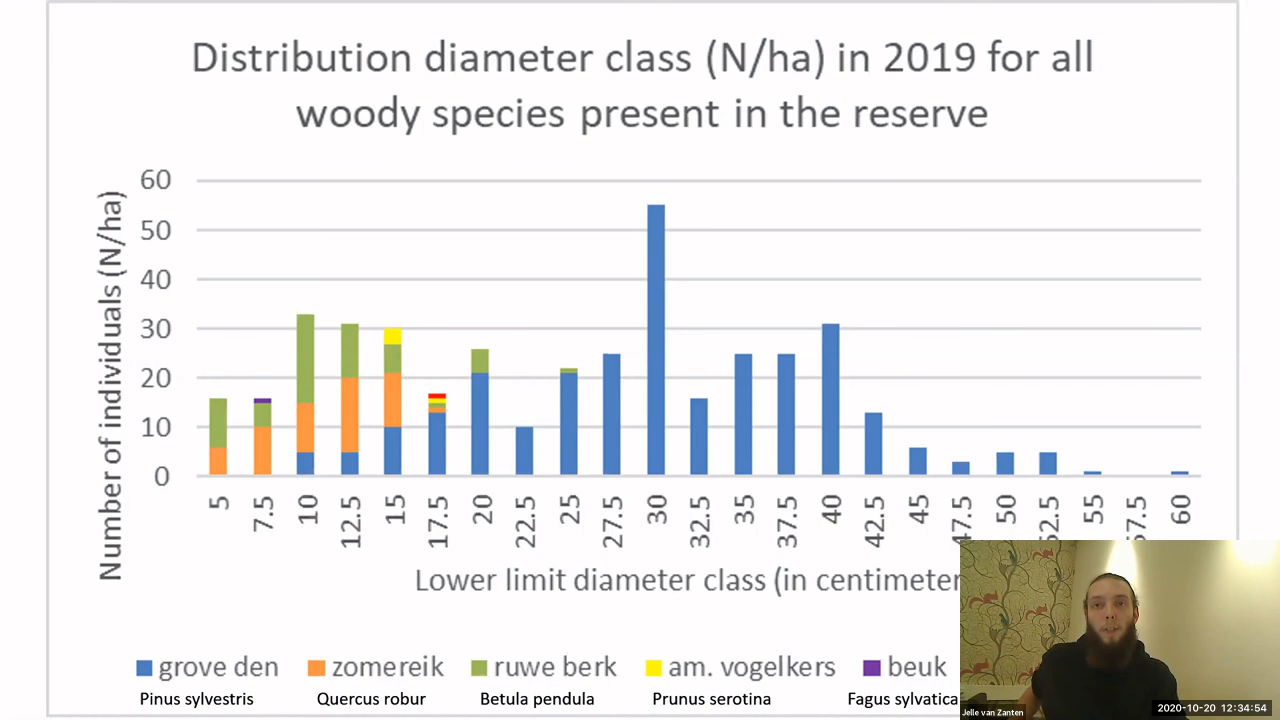 Distribution diameter class (N/ha) in 2019 for all
woody species present in the reserve
Number of individuals (N/ha)
60
50
40
30
20
10
0
5
7.5
10
12.5
15
17.5
20
22.5
25
27.5
30
32.5
35
37.5
40
42.5
45
47.5
50
52.5
55
57.5
60
Lower limit diameter class (in centimeter
grove den
zomereik
ruwe berk
am. vogelkers
beuk
Pinus sylvestris
Quercus robur
Betula pendula
Prunus serotina
Fagus sylvatica
Jelle van Zanten
2020-10-20 12:34:54